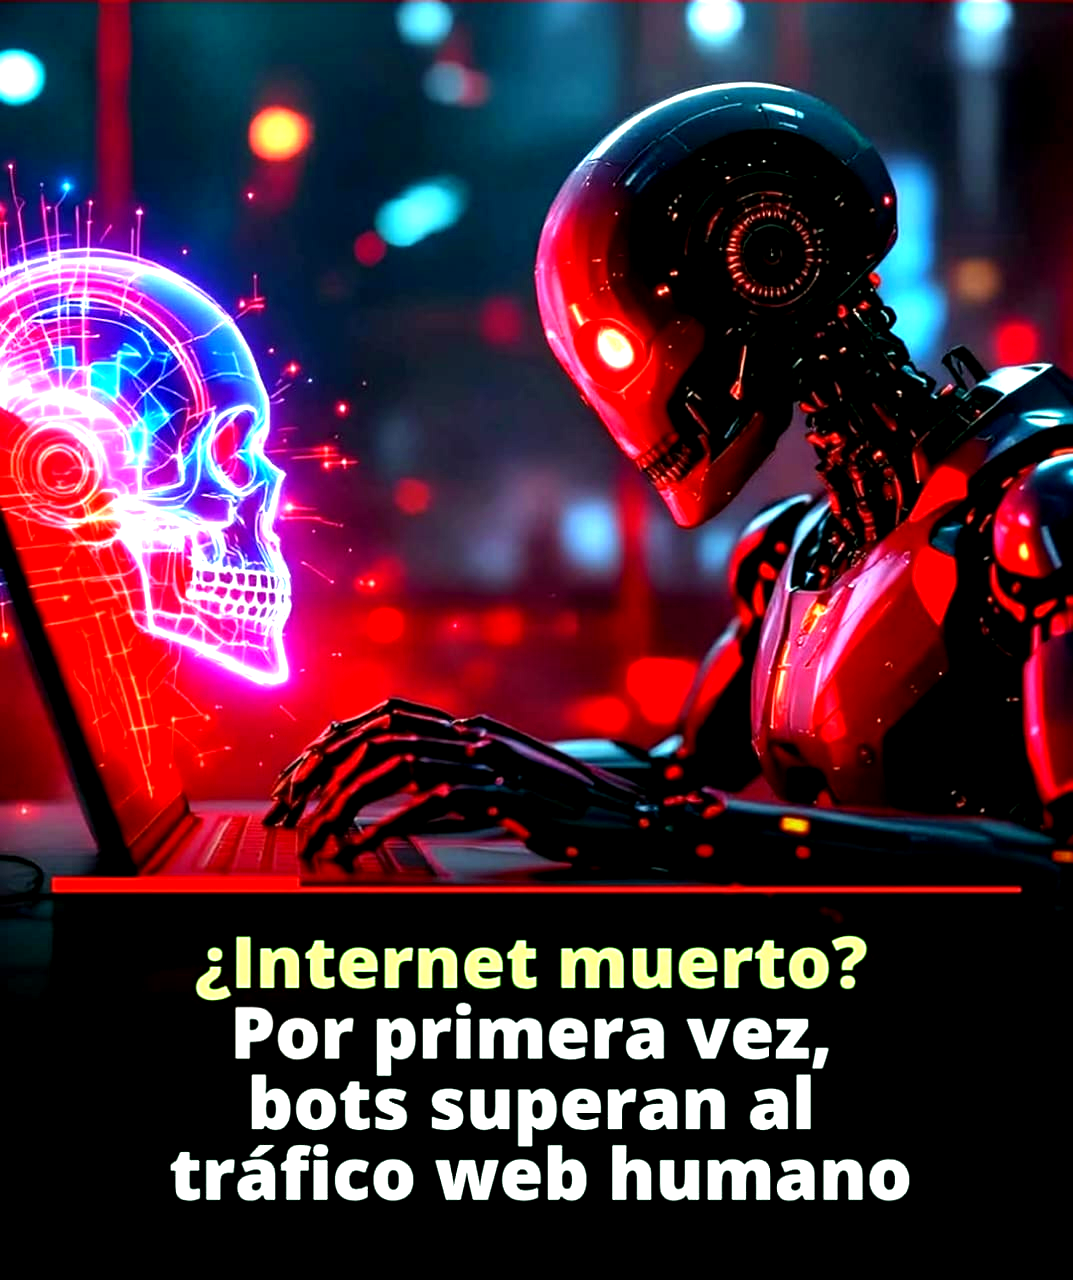 ¿Internet muerto?
Por primera vez,
bots superan al
tráfico web humano